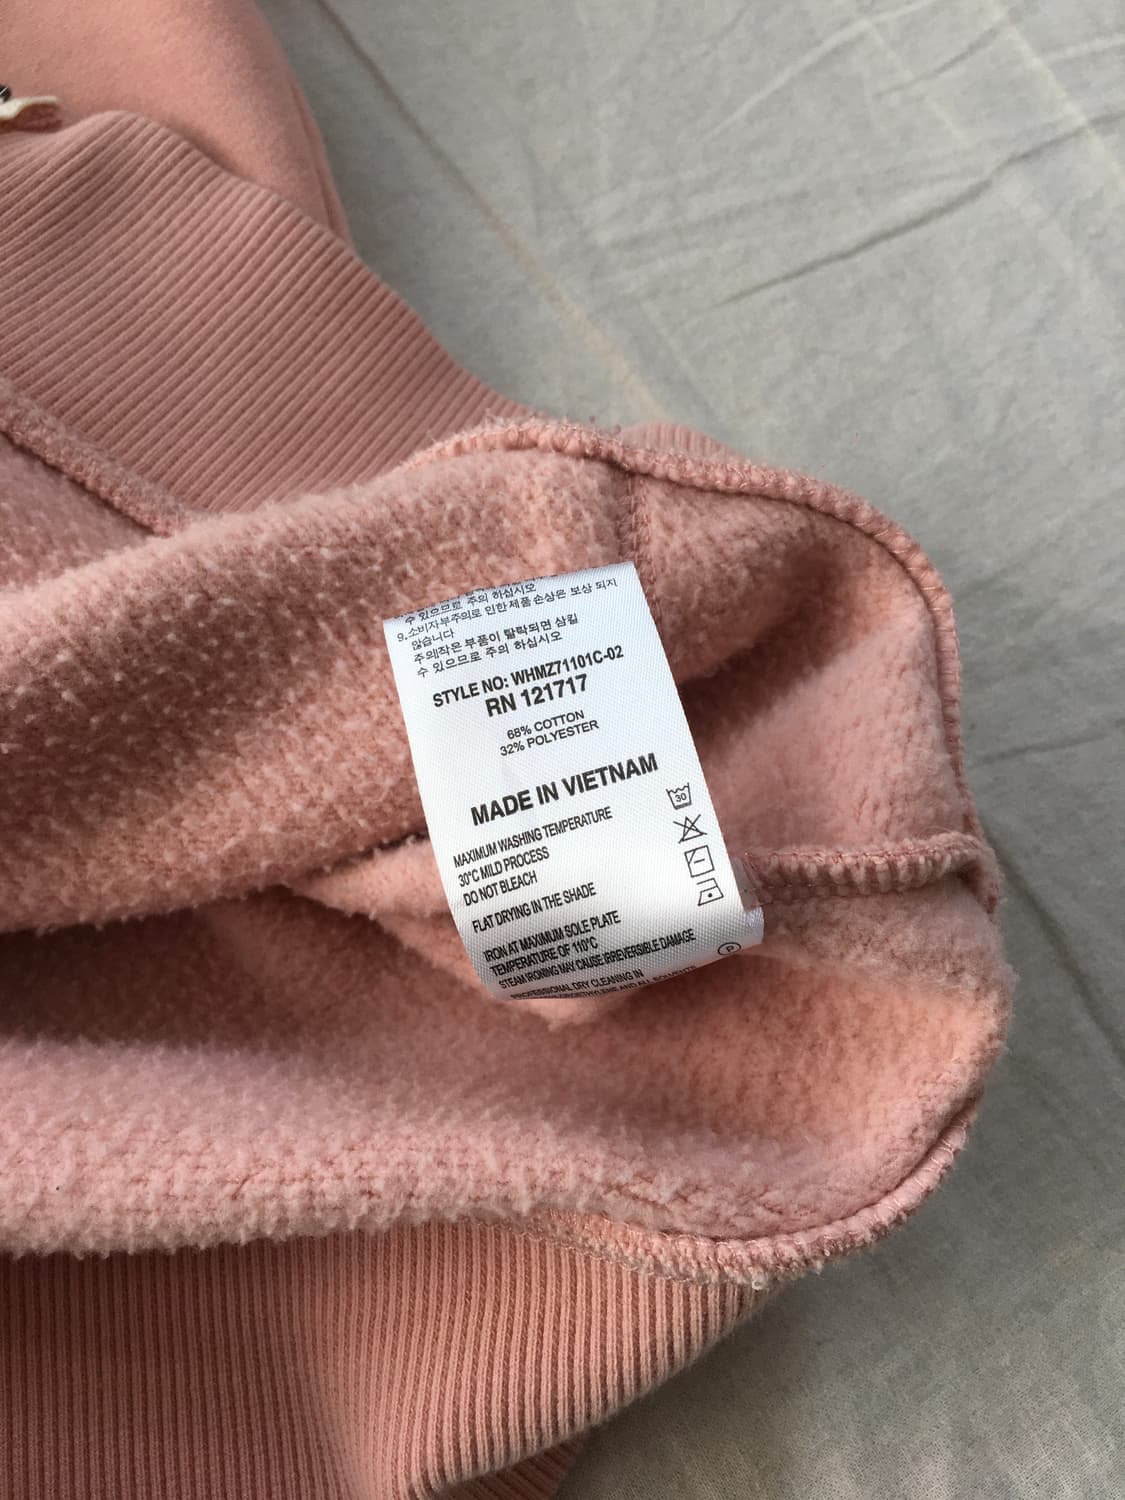 수 있으므로 주의 하십시오
9.소비자부주의로 인한 제품 손상은 보상 되지
않습니다
주의|작은 부품이 탈락되면 삼킬
수 있으므로 주의 하십시오
STYLE NO: WHMZ71101C-02
RN 121717
68% COTTON
32% POLYESTER
MADE IN VIETNAM
MAXIMUM WASHING TEMPERATURE
30°C MILD PROCESS
30
DO NOT BLEACH
FLAT DRYING IN THE SHADE
IRON AT MAXIMUM SOLE PLATE
TEMPERATURE OF 110°C
STEAM IRONING MAY CAUSE IRREVERSIBLE DAMAGE
P
PROFESSIONAL DRY CLEANING IN
AND ALL SOLVENTS